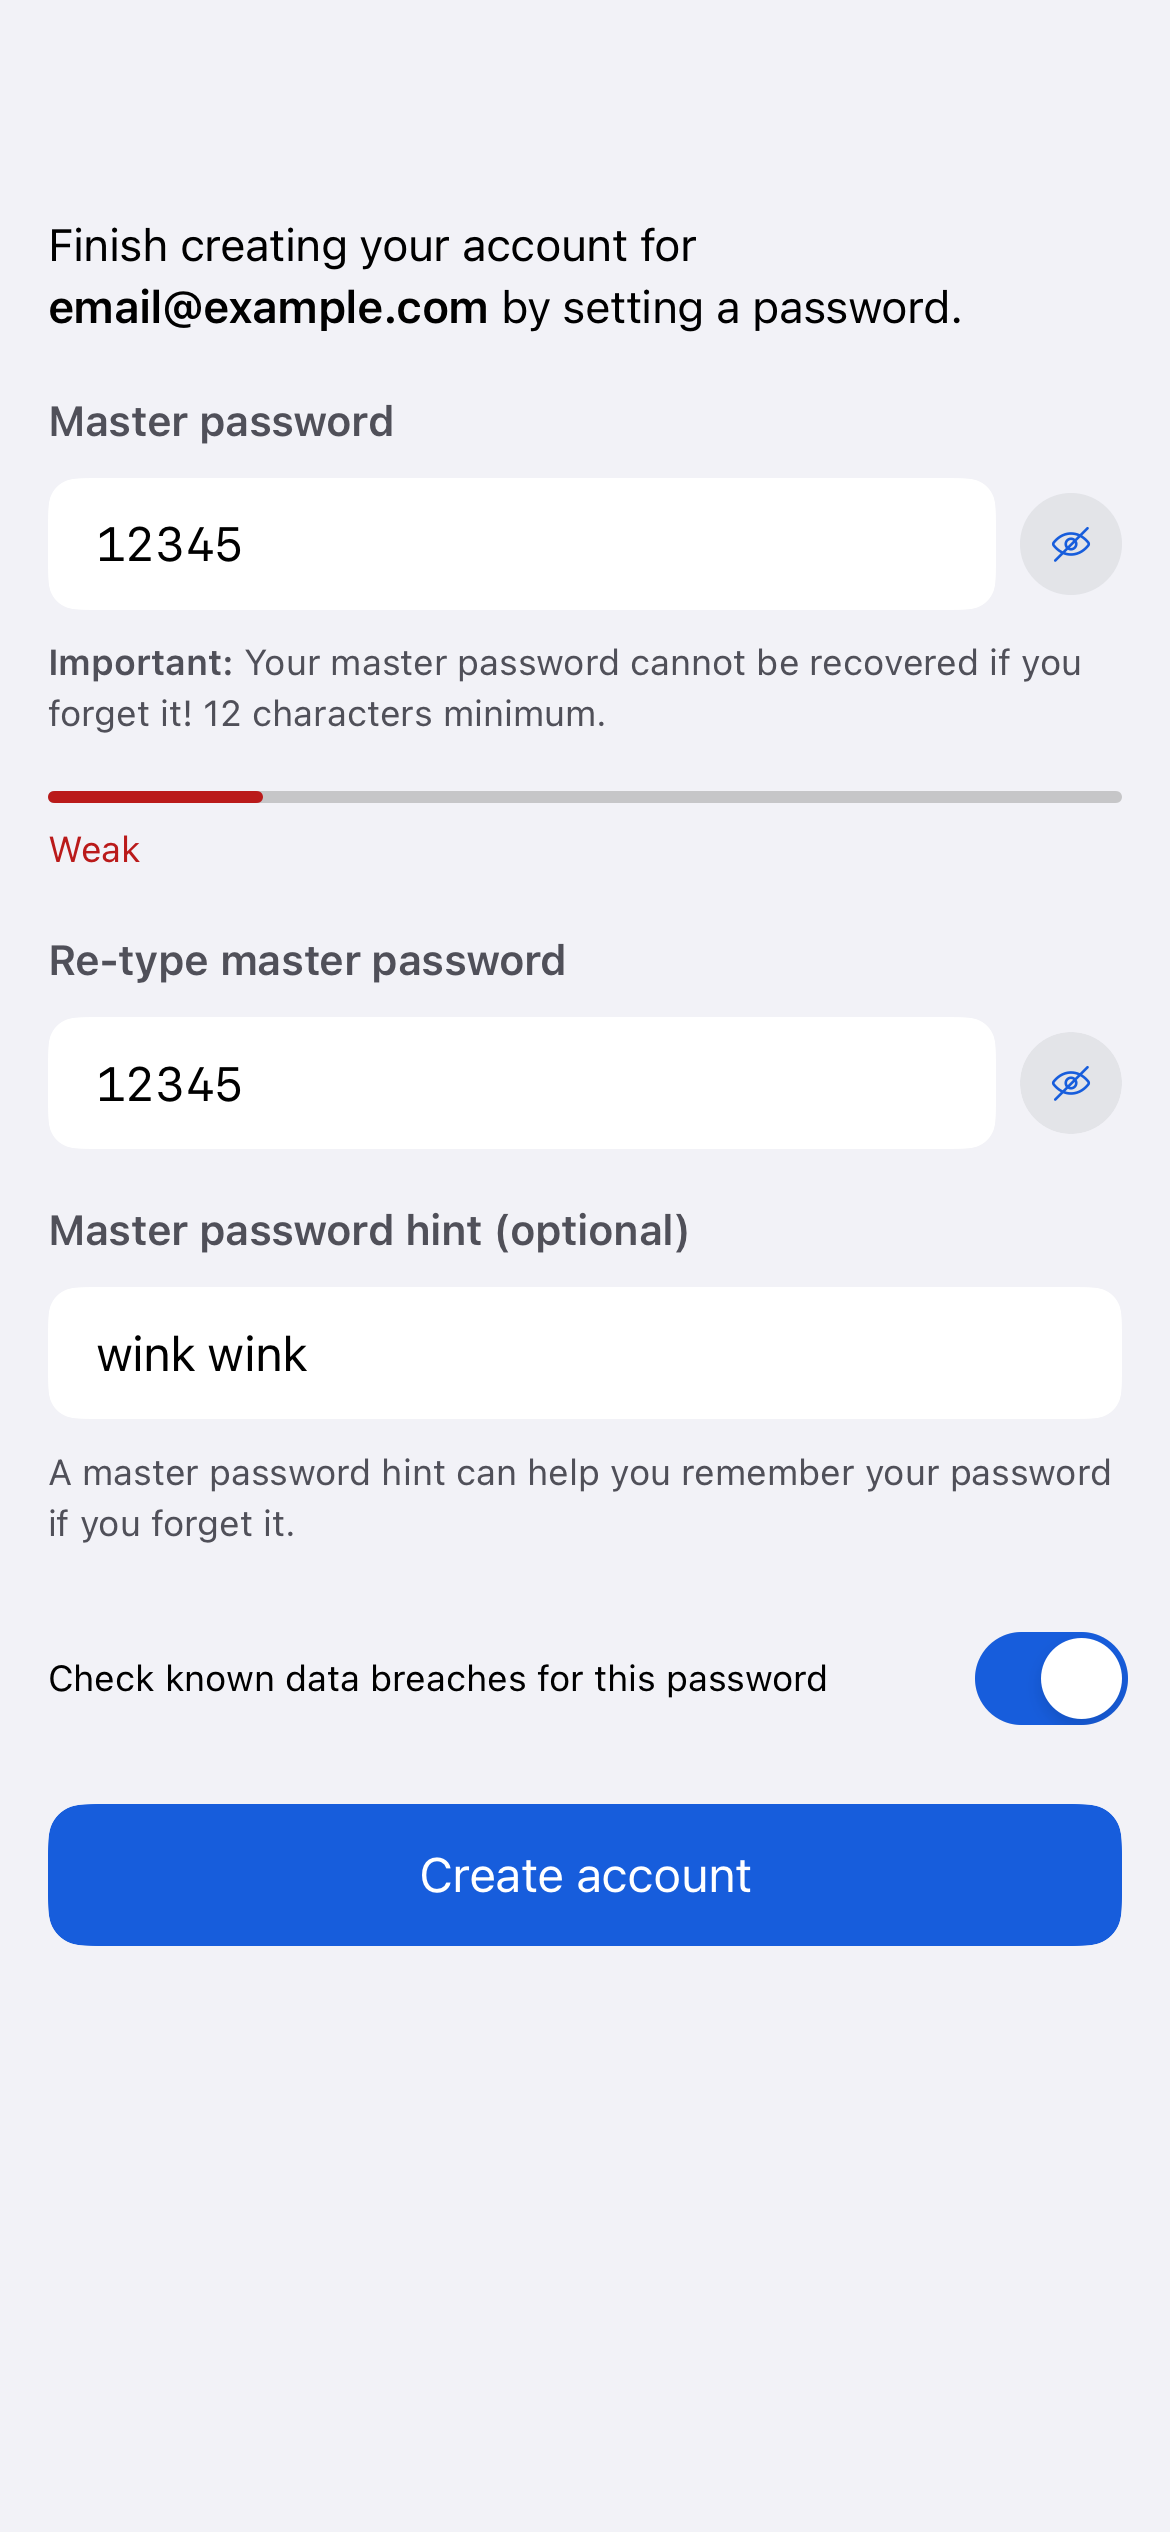 Finish creating your account for
email@example.com by setting a password.
Master password
12345
Important: Your master password cannot be recovered if you
forget it! 12 characters minimum.
Weak
Re-type master password
12345
Master password hint (optional)
wink wink
A master password hint can help you remember your password
if you forget it.
Check known data breaches for this password
Create account